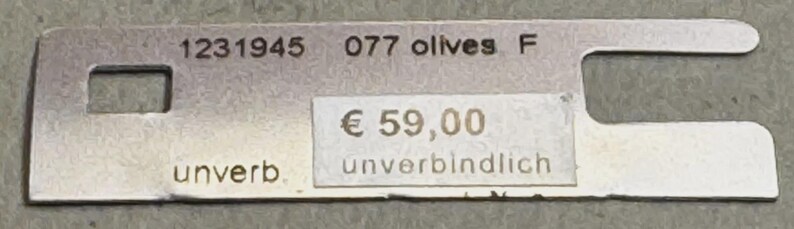 1231945 077 olives F
€ 59,00
unverb. unverbindlich